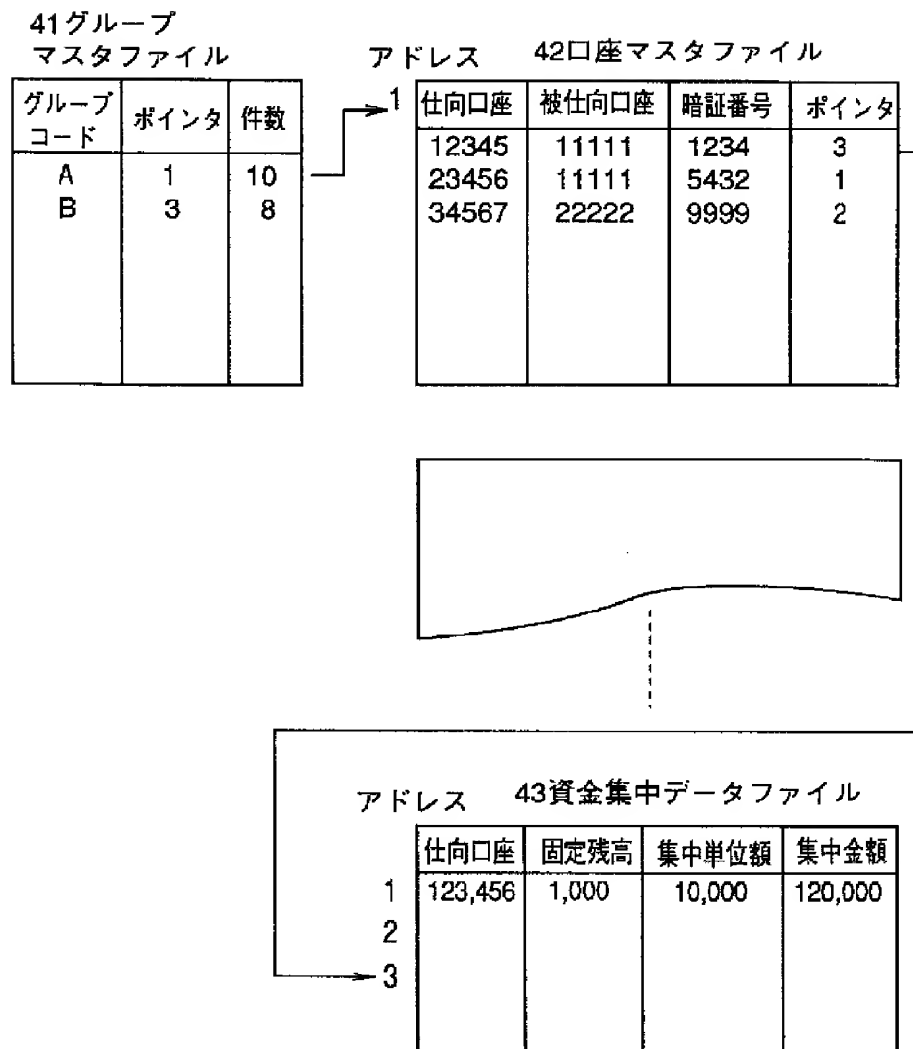 41グループ
マスタファイル
グループ
コード
ポインタ
件数
A 1 10
B 3 8
アドレス 42口座マスタファイル
1
仕向口座 被仕向口座 暗証番号 ポインタ
12345 11111 1234 3
23456 11111 5432 1
34567 22222 9999 2
アドレス 43資金集中データファイル
仕向口座 固定残高 集中単位額 集中金額
1 123,456 1,000 10,000 120,000
2
3